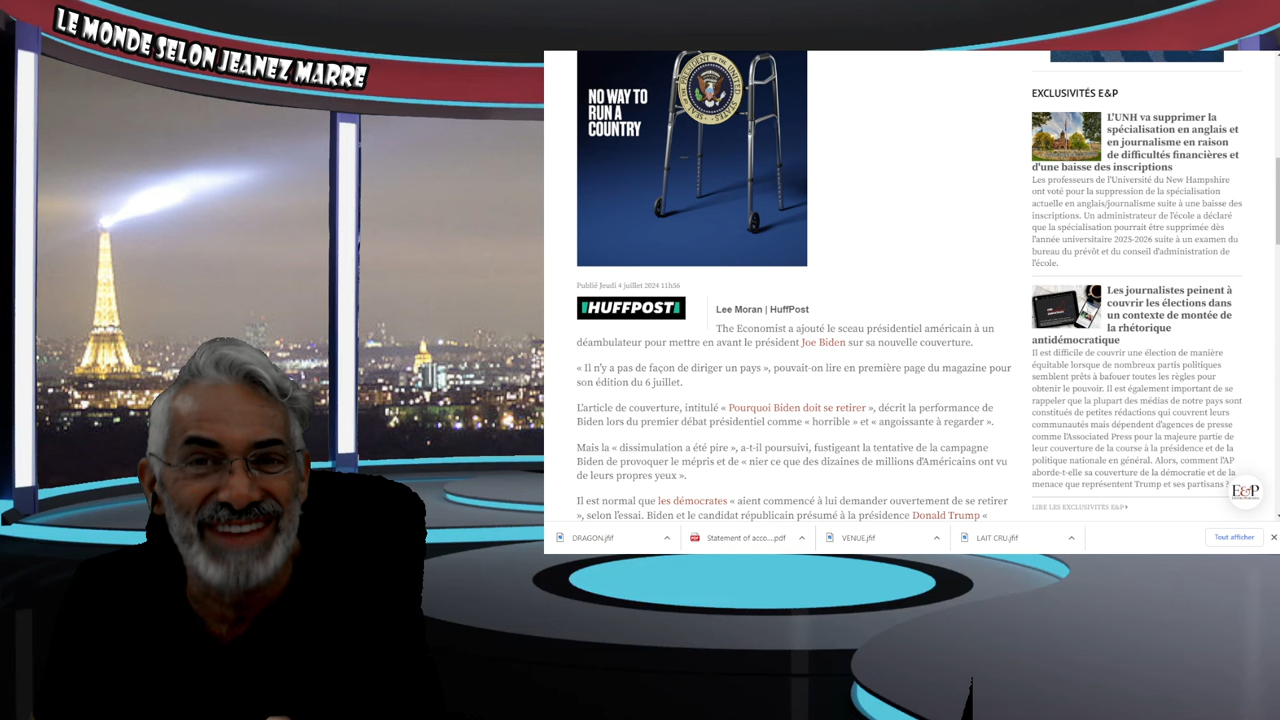 LE MONDE SELON JEANEZ MARRE
NO WAY TO
RUN A
COUNTRY
SEAL OF THE PRESIDENT OF THE UNITED STATES
Publié Jeudi 4 juillet 2024 11h56
HUFFPOST
Lee Moran | HuffPost
The Economist a ajouté le sceau présidentiel américain à un
déambulateur pour mettre en avant le président Joe Biden sur sa nouvelle couverture.
« Il n'y a pas de façon de diriger un pays », pouvait-on lire en première page du magazine pour
son édition du 6 juillet.
L'article de couverture, intitulé « Pourquoi Biden doit se retirer », décrit la performance de
Biden lors du premier débat présidentiel comme « horrible » et « angoissante à regarder ».
Mais la « dissimulation a été pire », a-t-il poursuivi, fustigeant la tentative de la campagne
Biden de provoquer le mépris et de « nier ce que des dizaines de millions d'Américains ont vu
de leurs propres yeux ».
Il est normal que les démocrates « aient commencé à lui demander ouvertement de se retirer
», selon l'essai. Biden et le candidat républicain présumé à la présidence Donald Trump «
EXCLUSIVITÉS E&P
L'UNH va supprimer la
spécialisation en anglais et
en journalisme en raison
de difficultés financières et
d'une baisse des inscriptions
Les professeurs de l'Université du New Hampshire
ont voté pour la suppression de la spécialisation
actuelle en anglais/journalisme suite à une baisse des
inscriptions. Un administrateur de l'école a déclaré
que la spécialisation pourrait être supprimée dès
l'année universitaire 2025-2026 suite à un examen du
bureau du prévôt et du conseil d'administration de
l'école.
Les journalistes peinent à
couvrir les élections dans
un contexte de montée de
la rhétorique
antidémocratique
Il est difficile de couvrir une élection de manière
équitable lorsque de nombreux partis politiques
semblent prêts à bafouer toutes les règles pour
obtenir le pouvoir. Il est également important de se
rappeler que la plupart des médias de notre pays sont
constitués de petites rédactions qui couvrent leurs
communautés mais dépendent d'agences de presse
comme l'Associated Press pour la majeure partie de
leur couverture de la course à la présidence et de la
politique nationale en général. Alors, comment l'AP
aborde-t-elle sa couverture de la démocratie et de la
menace que représentent Trump et ses partisans ?
E&P
LIRE LES EXCLUSIVITÉS E&P
DRAGON.jfif
Statement of acco....pdf
VENUE.jfif
LAIT CRU.jfif
Tout afficher